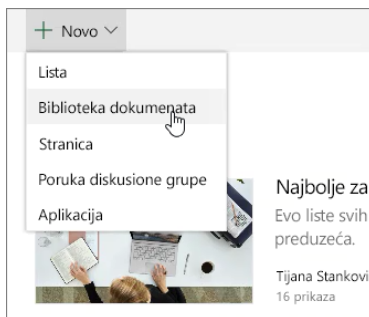 Novo
Lista
Biblioteka dokumenata
Stranica
Poruka diskusione grupe
Aplikacija
Najbolje za
Evo liste svih
preduzeća.
Tijana Stankovi
16 prikaza